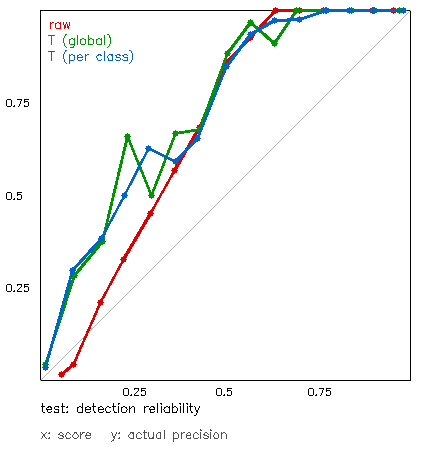 raw
T (global)
T (per class)
0.75
0.5
0.25
0.25 0.5 0.75
test: detection reliability
x: score y: actual precision